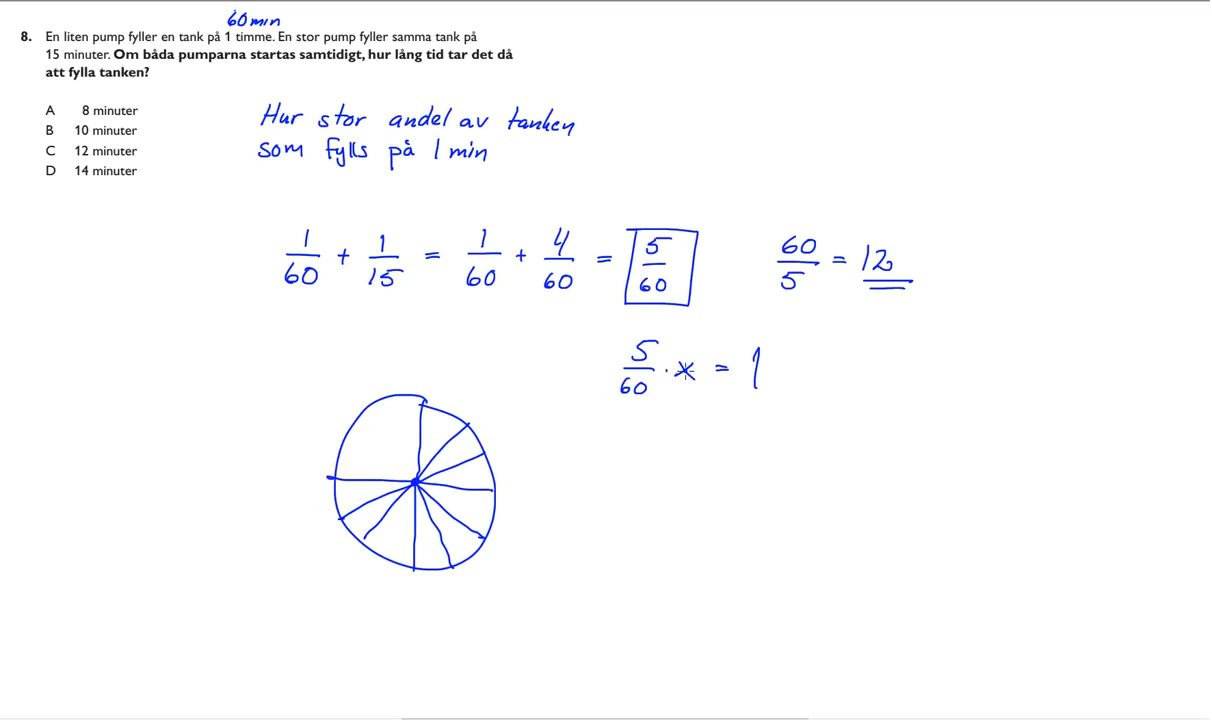 60min
8. En liten pump fyller en tank på 1 timme. En stor pump fyller samma tank på
15 minuter. Om båda pumparna startas samtidigt, hur lång tid tar det då
att fylla tanken?
A 8 minuter
B 10 minuter
C 12 minuter
D 14 minuter
Hur stor andel av tanken
som fylls på 1 min
1/60 + 1/15 = 1/60 + 4/60 = 5/60
60/5 = 12
5/60 · x = 1